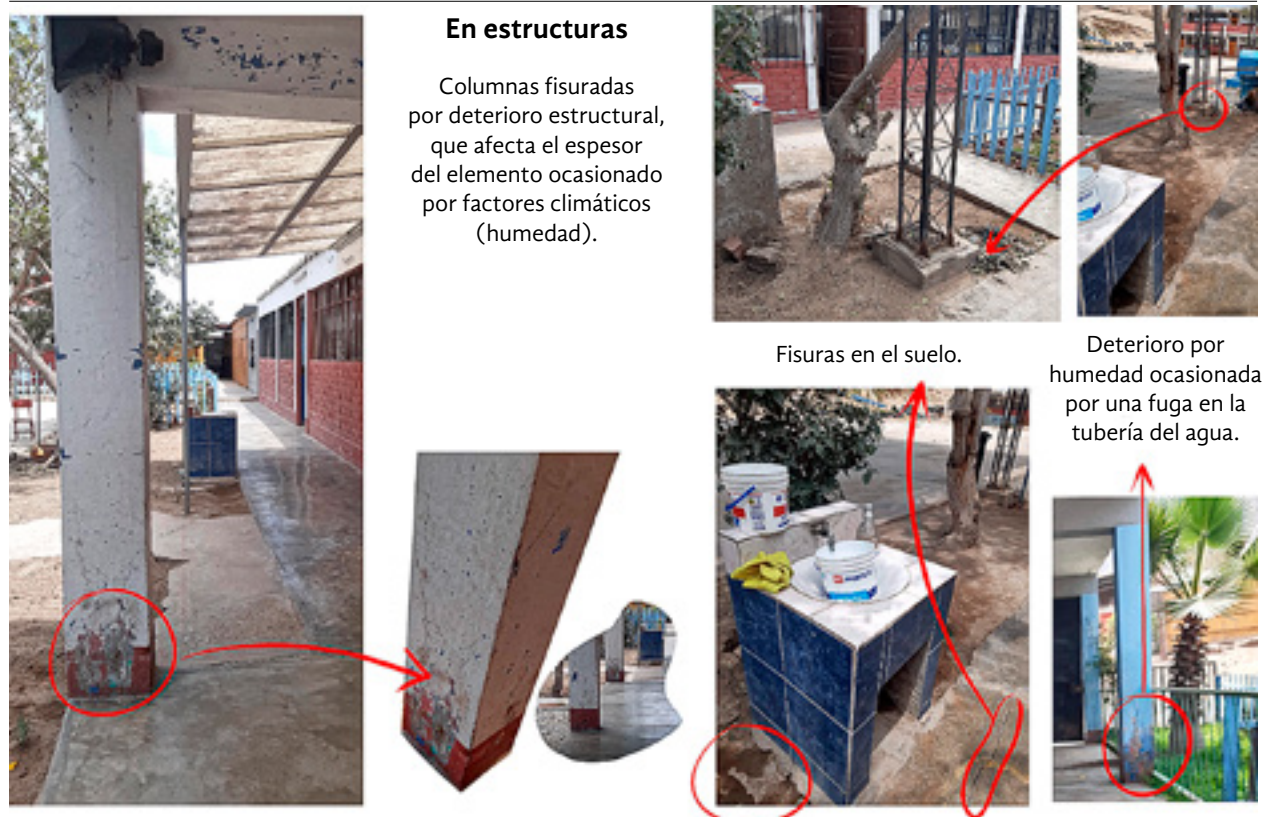 En estructuras
Columnas fisuradas
por deterioro estructural,
que afecta el espesor
del elemento ocasionado
por factores climáticos
(humedad).
Fisuras en el suelo.
Deterioro por
humedad ocasionada
por una fuga en la
tubería del agua.